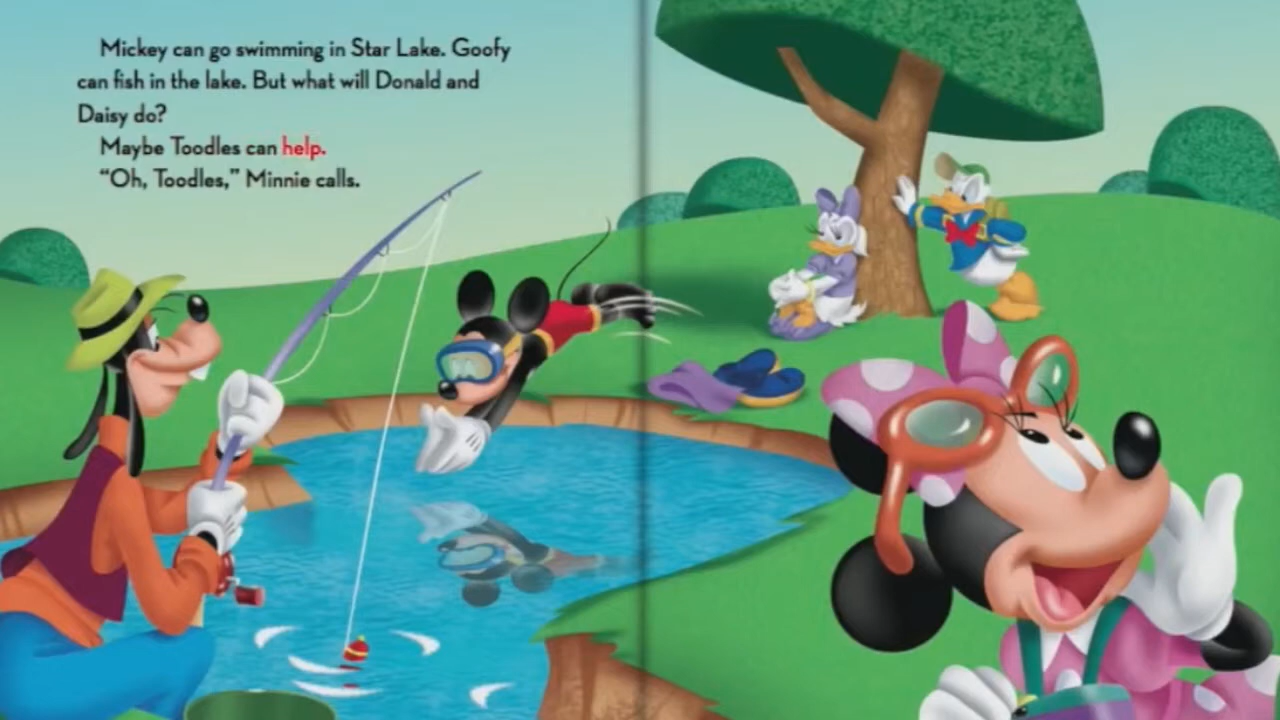 Mickey can go swimming in Star Lake. Goofy
can fish in the lake. But what will Donald and
Daisy do?
Maybe Toodles can help.
“Oh, Toodles,” Minnie calls.